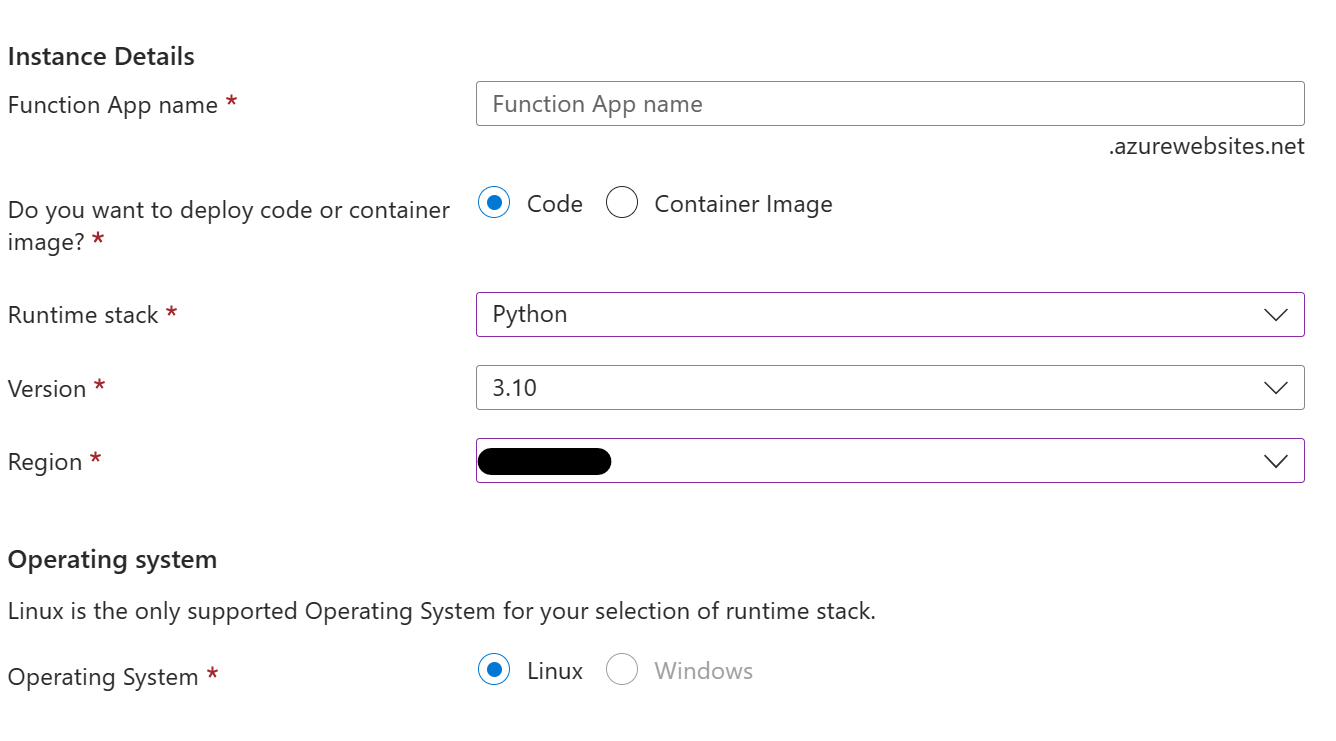 Instance Details
Function App name *
Function App name
.azurewebsites.net
Do you want to deploy code or container
image? *
Code
Container Image
Runtime stack *
Python
Version *
3.10
Region *
Operating system
Linux is the only supported Operating System for your selection of runtime stack.
Operating System *
Linux
Windows